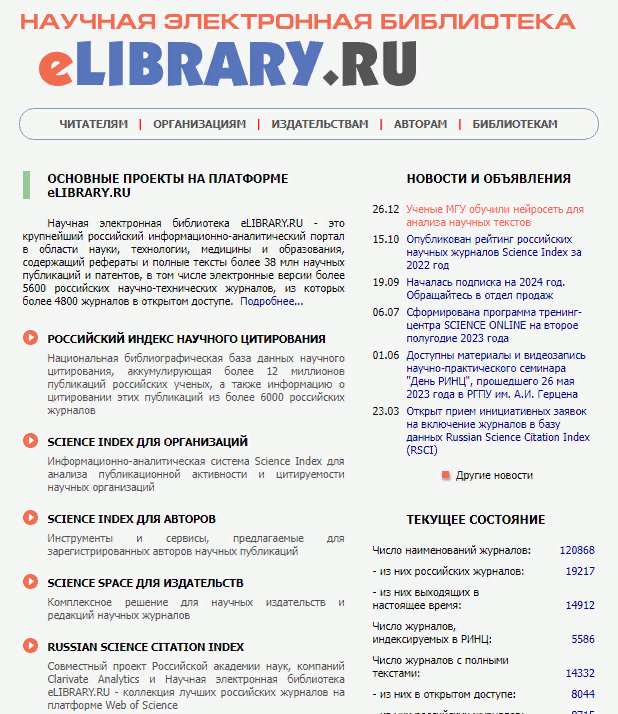 НАУЧНАЯ ЭЛЕКТРОННАЯ БИБЛИОТЕКА
eLIBRARY.RU
ЧИТАТЕЛЯМ | ОРГАНИЗАЦИЯМ | ИЗДАТЕЛЬСТВАМ | АВТОРАМ | БИБЛИОТЕКАМ
ОСНОВНЫЕ ПРОЕКТЫ НА ПЛАТФОРМЕ
eLIBRARY.RU
Научная электронная библиотека eLIBRARY.RU - это
крупнейший российский информационно-аналитический портал
в области науки, технологии, медицины и образования,
содержащий рефераты и полные тексты более 38 млн научных
публикаций и патентов, в том числе электронные версии более
5600 российских научно-технических журналов, из которых
более 4800 журналов в открытом доступе. Подробнее...
РОССИЙСКИЙ ИНДЕКС НАУЧНОГО ЦИТИРОВАНИЯ
Национальная библиографическая база данных научного
цитирования, аккумулирующая более 12 миллионов
публикаций российских ученых, а также информацию о
цитировании этих публикаций из более 6000 российских
журналов
SCIENCE INDEX ДЛЯ ОРГАНИЗАЦИЙ
Информационно-аналитическая система Science Index для
анализа публикационной активности и цитируемости
научных организаций
SCIENCE INDEX ДЛЯ АВТОРОВ
Инструменты и сервисы, предлагаемые для
зарегистрированных авторов научных публикаций
SCIENCE SPACE ДЛЯ ИЗДАТЕЛЬСТВ
Комплексное решение для научных издательств и
редакций научных журналов
RUSSIAN SCIENCE CITATION INDEX
Совместный проект Российской академии наук, компаний
Clarivate Analytics и Научная электронная библиотека
eLIBRARY.RU - коллекция лучших российских журналов на
платформе Web of Science
НОВОСТИ И ОБЪЯВЛЕНИЯ
26.12 Ученые МГУ обучили нейросеть для
анализа научных текстов
15.10 Опубликован рейтинг российских
научных журналов Science Index за
2022 год
19.09 Началась подписка на 2024 год.
Обращайтесь в отдел продаж
06.07 Сформирована программа тренинг-
центра SCIENCE ONLINE на второе
полугодие 2023 года
01.06 Доступны материалы и видеозапись
научно-практического семинара
"День РИНЦ", прошедшего 26 мая
2023 года в РГПУ им. А.И. Герцена
23.03 Открыт прием инициативных заявок
на включение журналов в базу
данных Russian Science Citation Index
(RSCI)
Другие новости
ТЕКУЩЕЕ СОСТОЯНИЕ
Число наименований журналов: 120868
- из них российских журналов: 19217
- из них выходящих в
настоящее время: 14912
Число журналов,
индексируемых в РИНЦ: 5586
Число журналов с полными
текстами: 14332
- из них в открытом доступе: 8044
- из них российских журналов: 8715